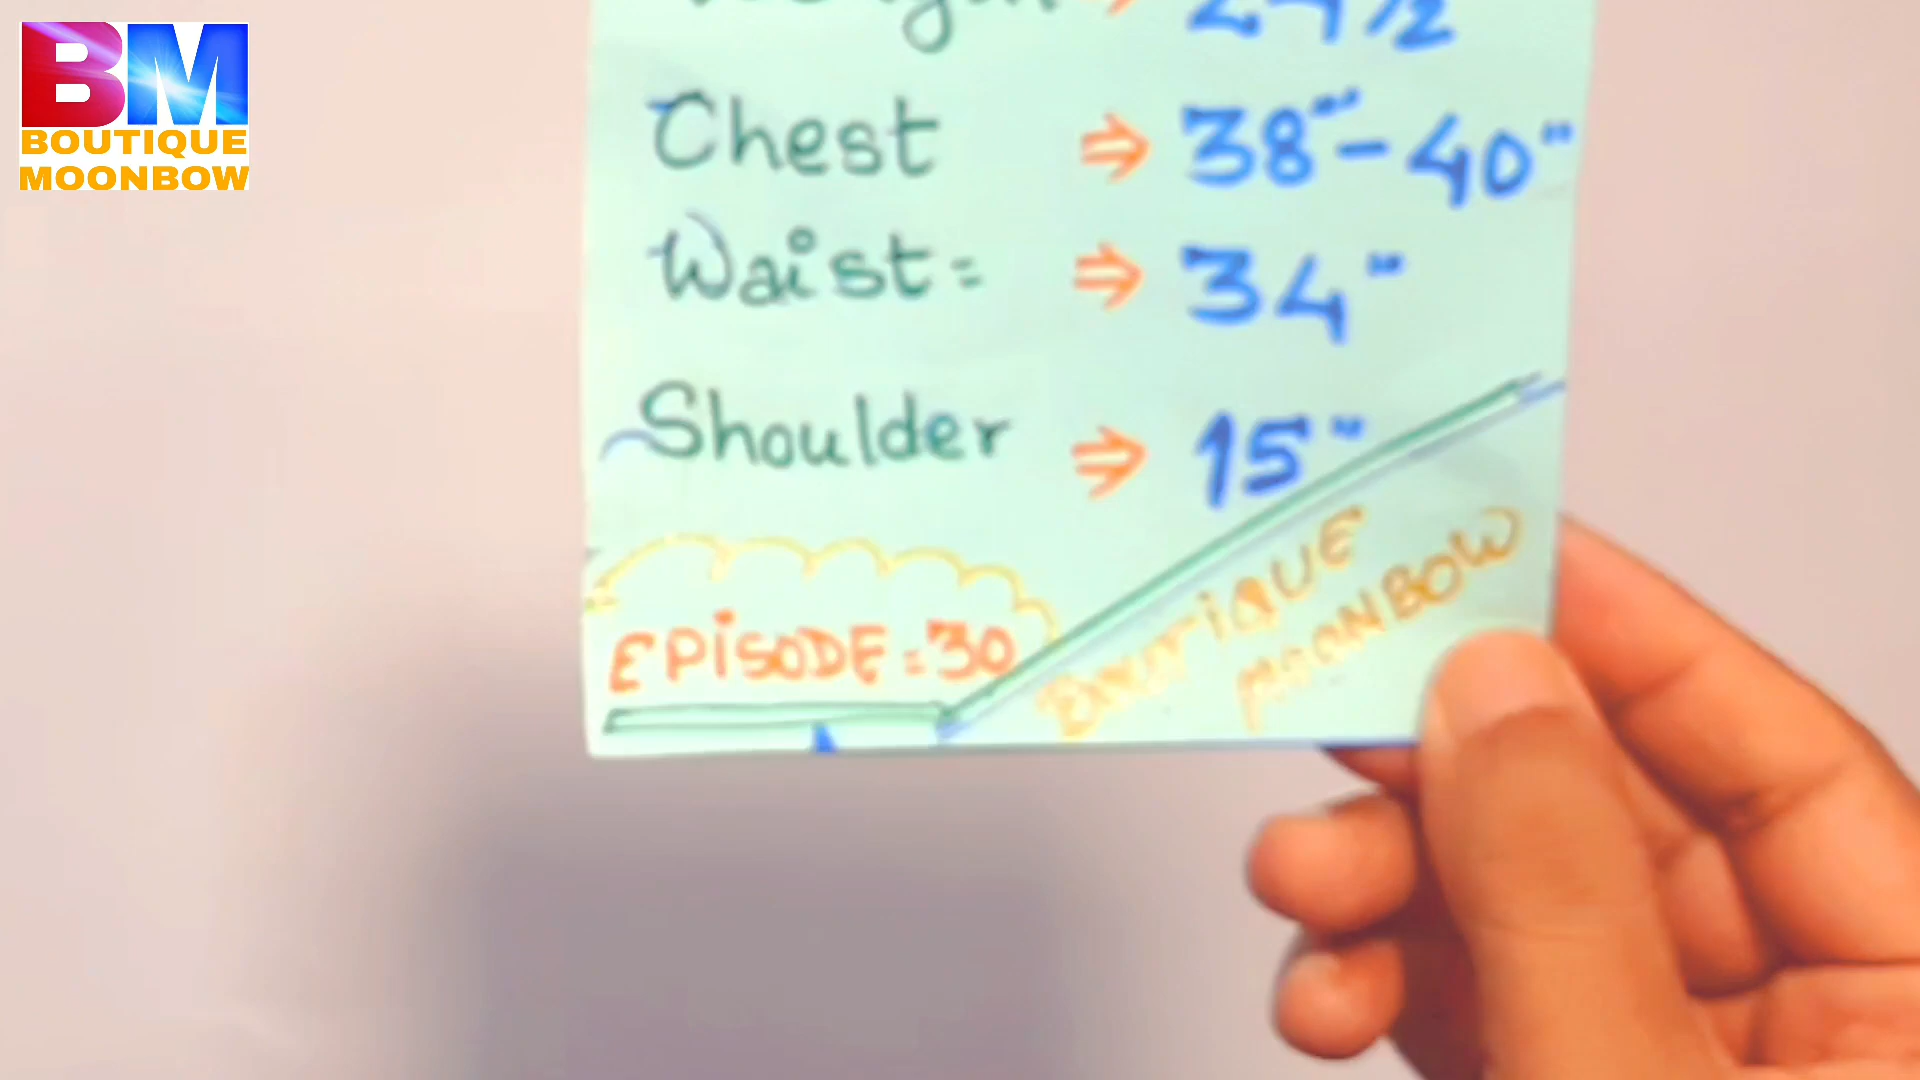 BM
BOUTIQUE
MOONBOW
Chest ⇒ 38"-40"
Waist= ⇒ 34"
Shoulder ⇒ 15"
EPiSODE=30
BOUTiQUE
MOONBOW